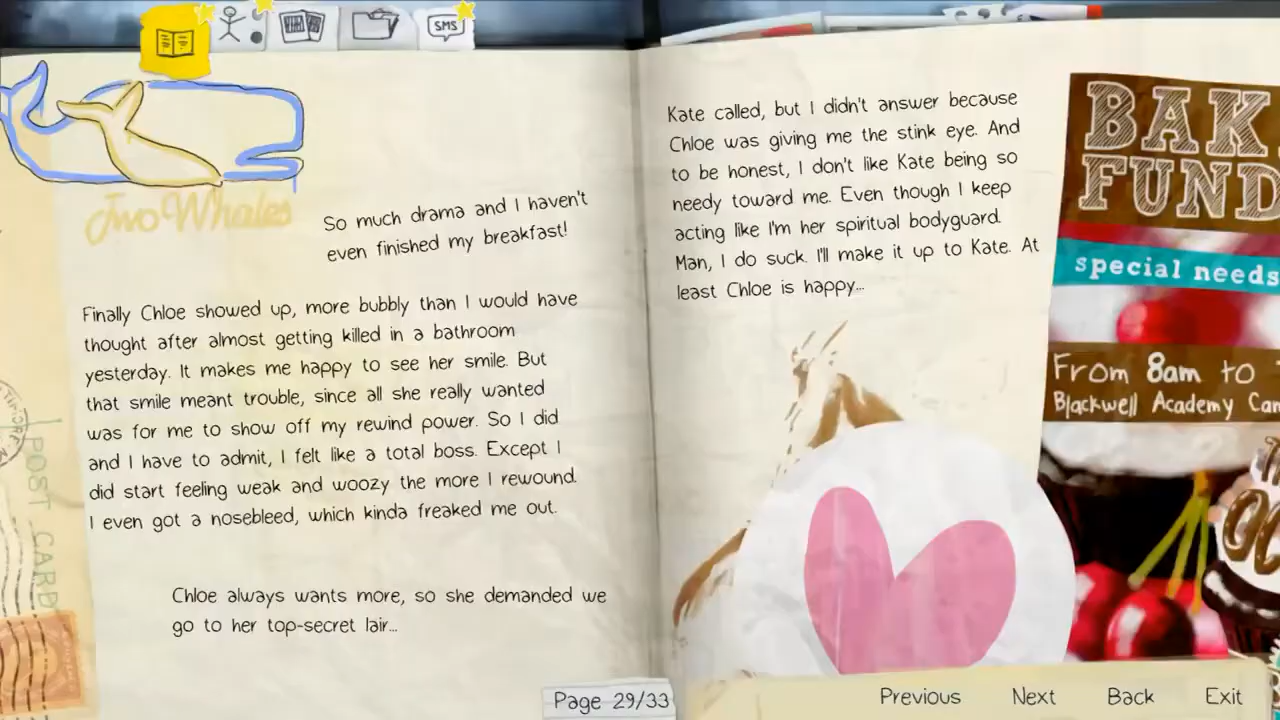 SMS
Two Whales
So much drama and I haven't
even finished my breakfast!
Finally Chloe showed up, more bubbly than I would have
thought after almost getting killed in a bathroom
yesterday. It makes me happy to see her smile. But
that smile meant trouble, since all she really wanted
was for me to show off my rewind power. So I did
and I have to admit, I felt like a total boss. Except I
did start feeling weak and woozy the more I rewound.
I even got a nosebleed, which kinda freaked me out.
Chloe always wants more, so she demanded we
go to her top-secret lair...
POST CARD
Kate called, but I didn't answer because
Chloe was giving me the stink eye. And
to be honest, I don't like Kate being so
needy toward me. Even though I keep
acting like I'm her spiritual bodyguard.
Man, I do suck. I'll make it up to Kate. At
least Chloe is happy...
BAK
FUND
special needs
From 8am to
Blackwell Academy Cam
Page 29/33
Previous Next Back Exit